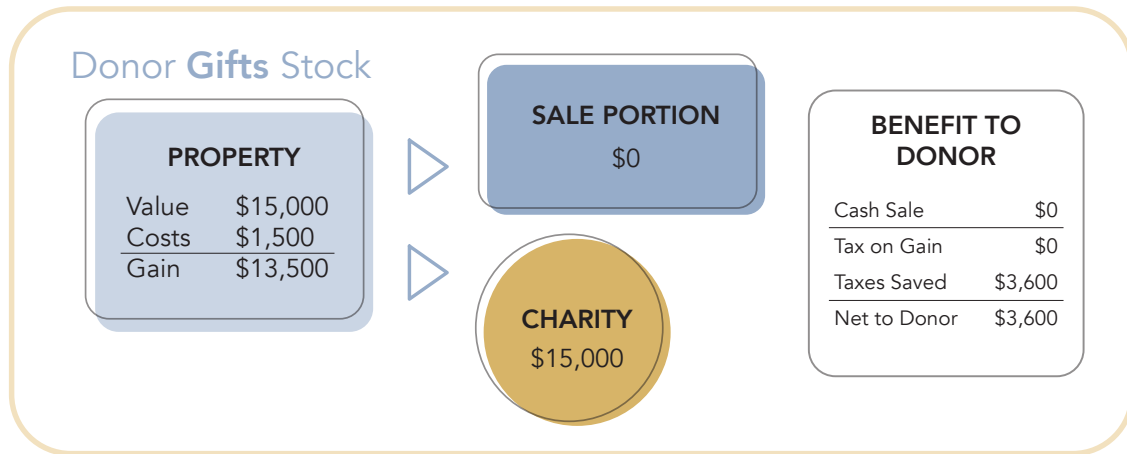 Donor Gifts Stock
PROPERTY
Value $15,000
Costs $1,500
Gain $13,500
SALE PORTION
$0
CHARITY
$15,000
BENEFIT TO
DONOR
Cash Sale $0
Tax on Gain $0
Taxes Saved $3,600
Net to Donor $3,600